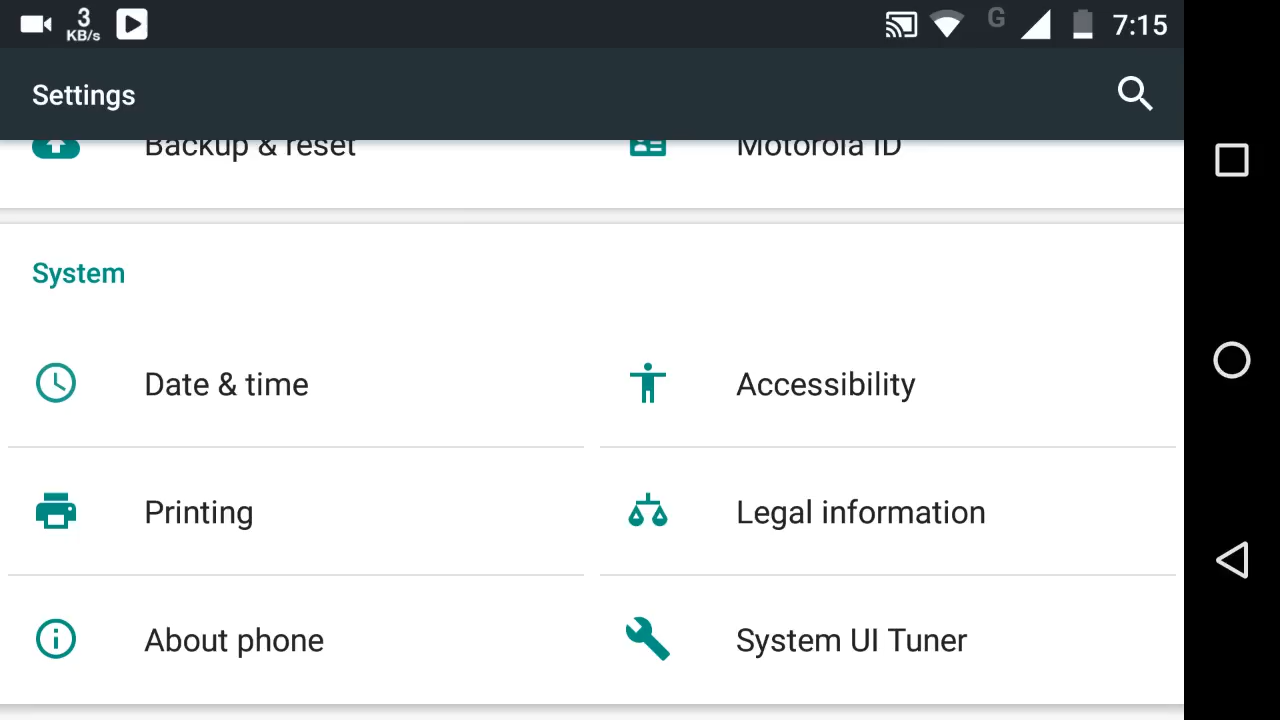 3
KB/s
G
7:15
Settings
Backup & reset
Motorola ID
System
Date & time
Accessibility
Printing
Legal information
About phone
System UI Tuner